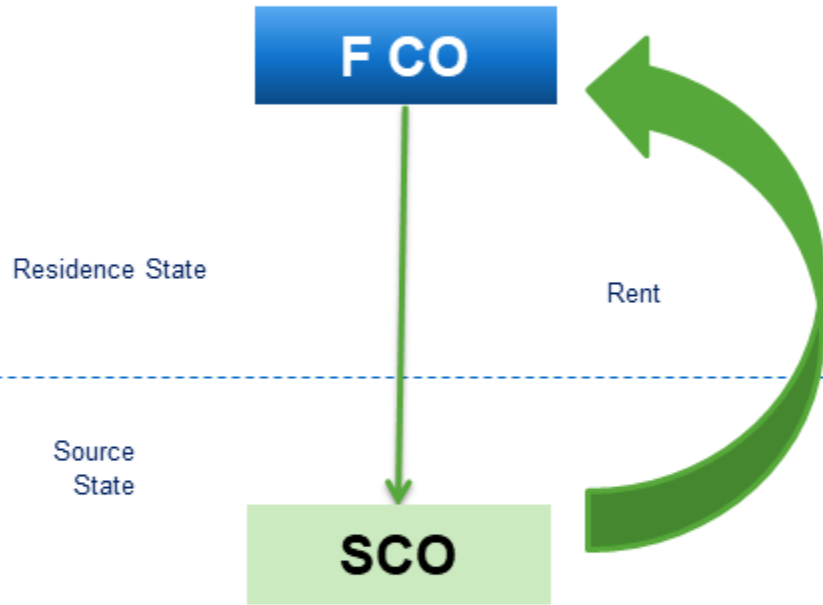 F CO
Residence State
Rent
Source
State
SCO